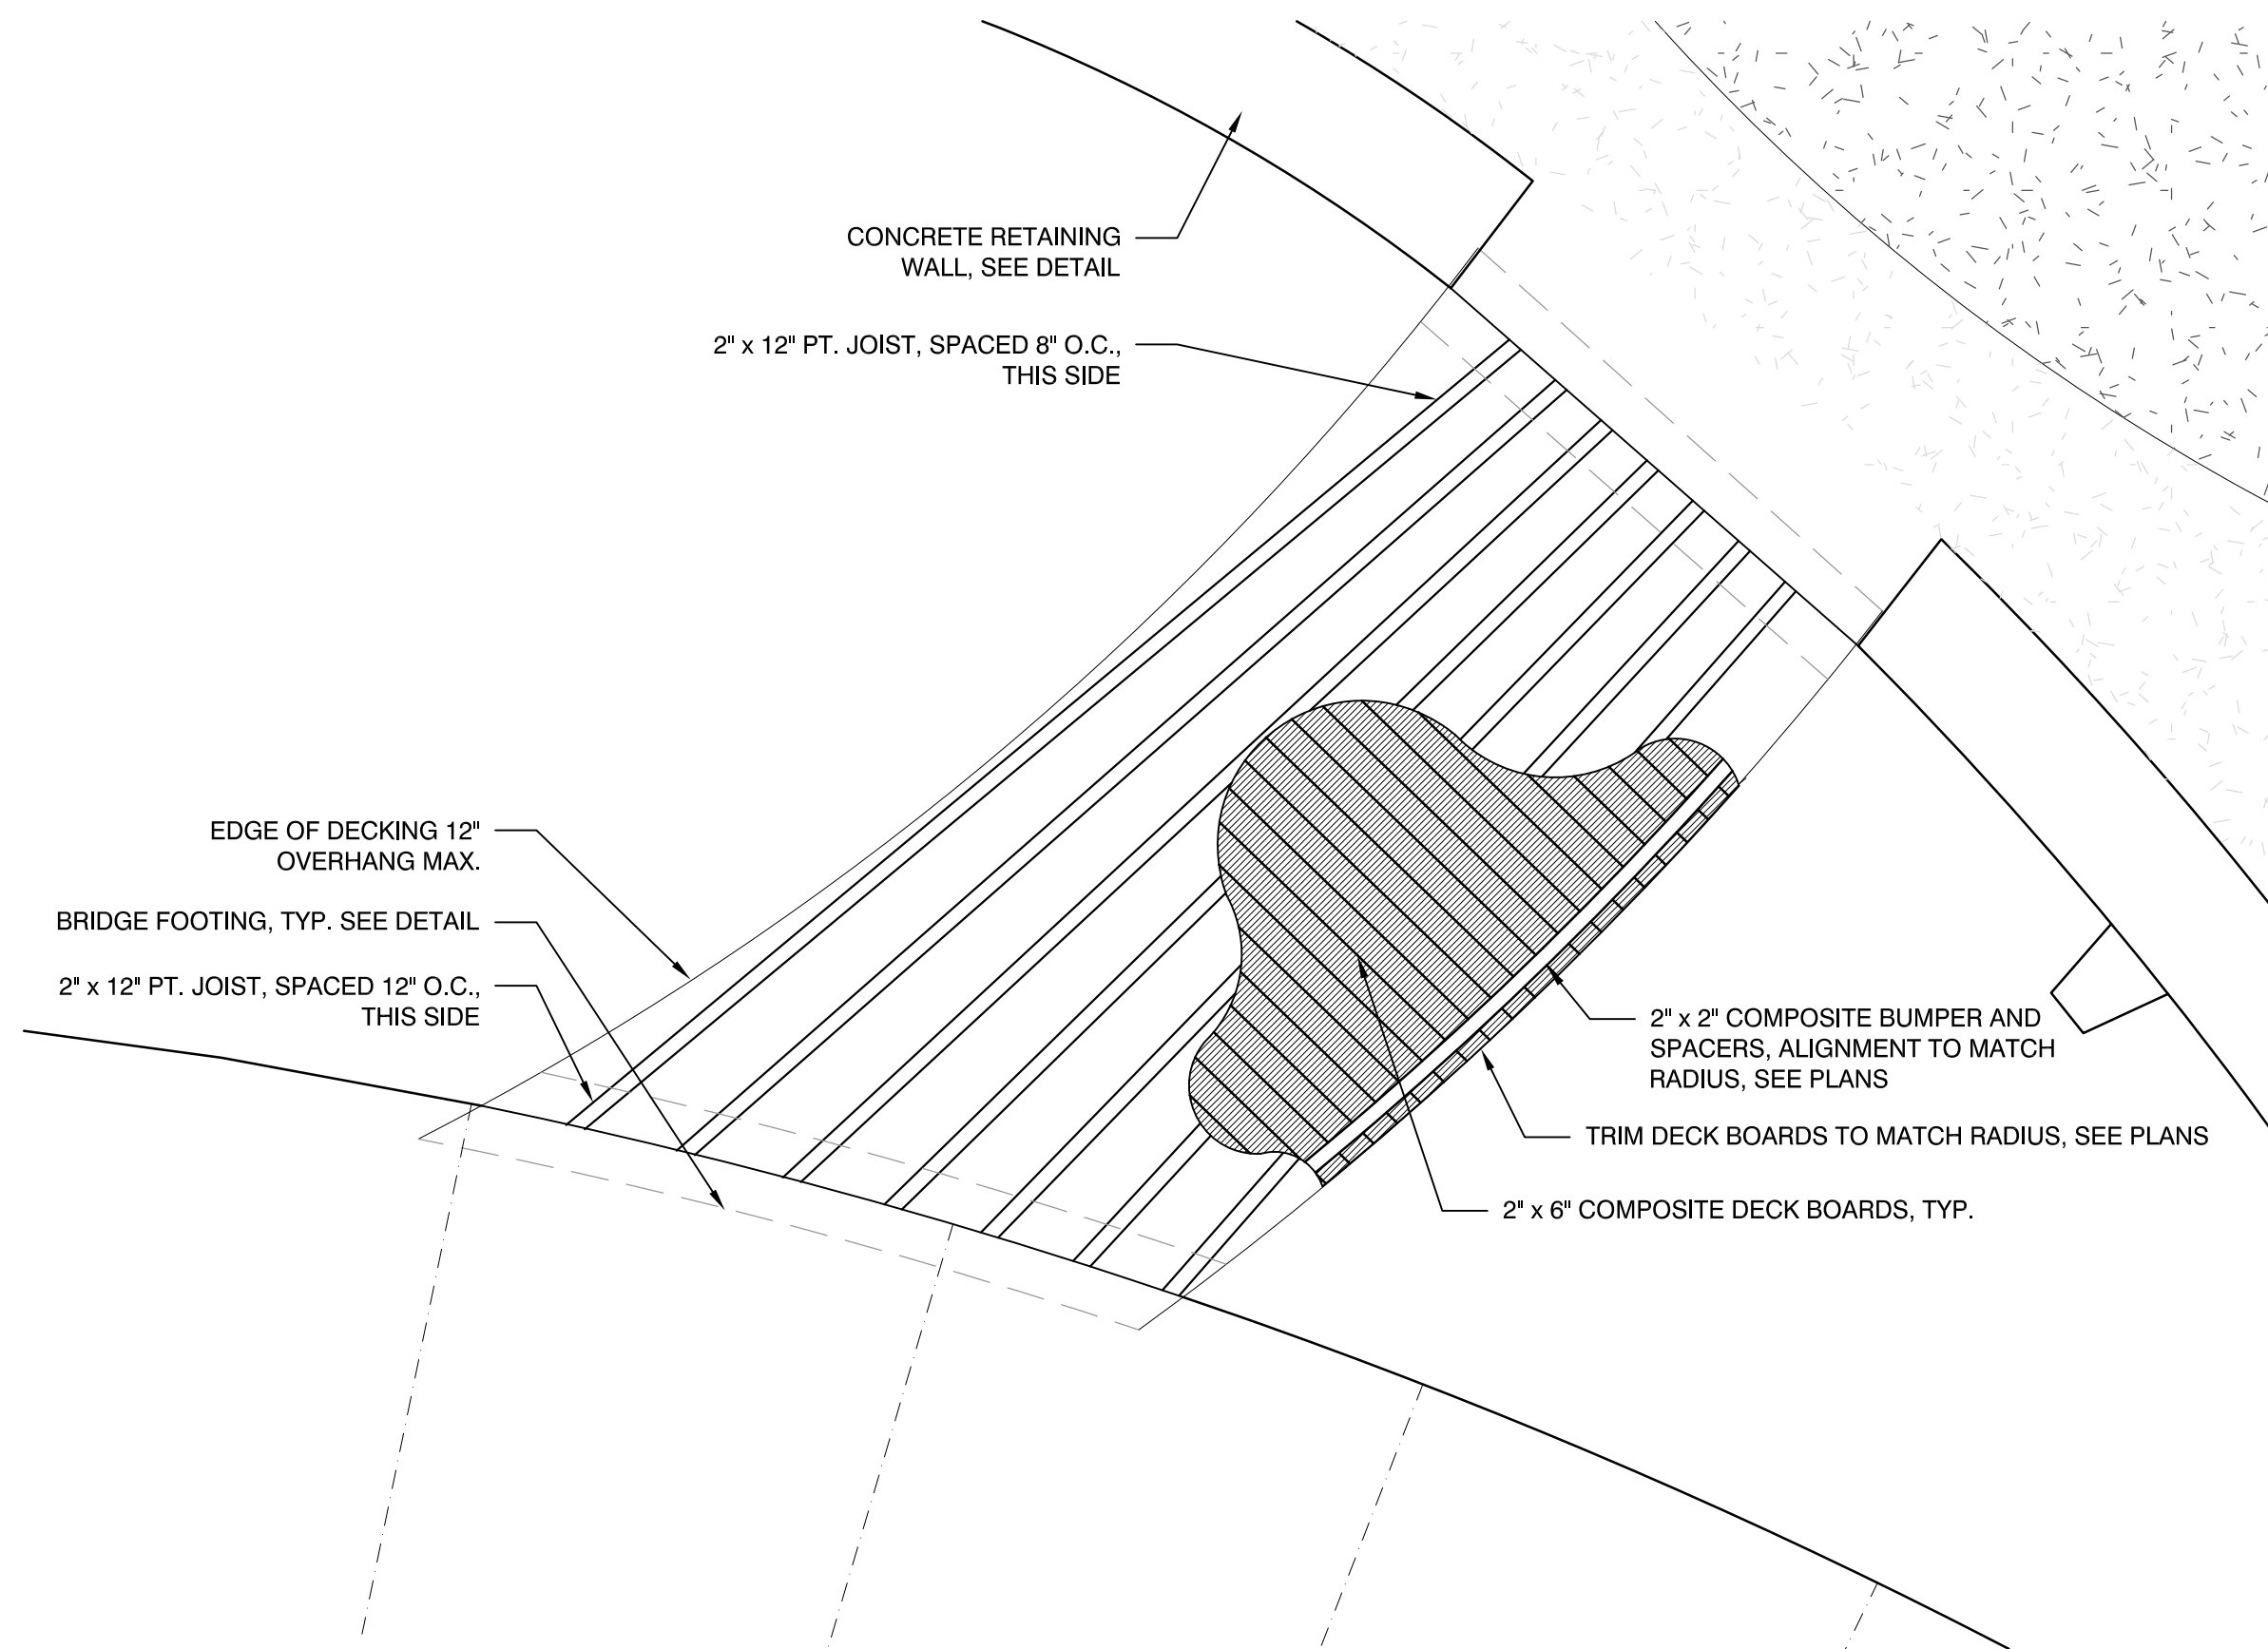 CONCRETE RETAINING
WALL, SEE DETAIL
2" x 12" PT. JOIST, SPACED 8" O.C.,
THIS SIDE
EDGE OF DECKING 12"
OVERHANG MAX.
BRIDGE FOOTING, TYP. SEE DETAIL
2" x 12" PT. JOIST, SPACED 12" O.C.,
THIS SIDE
2" x 2" COMPOSITE BUMPER AND
SPACERS, ALIGNMENT TO MATCH
RADIUS, SEE PLANS
TRIM DECK BOARDS TO MATCH RADIUS, SEE PLANS
2" x 6" COMPOSITE DECK BOARDS, TYP.